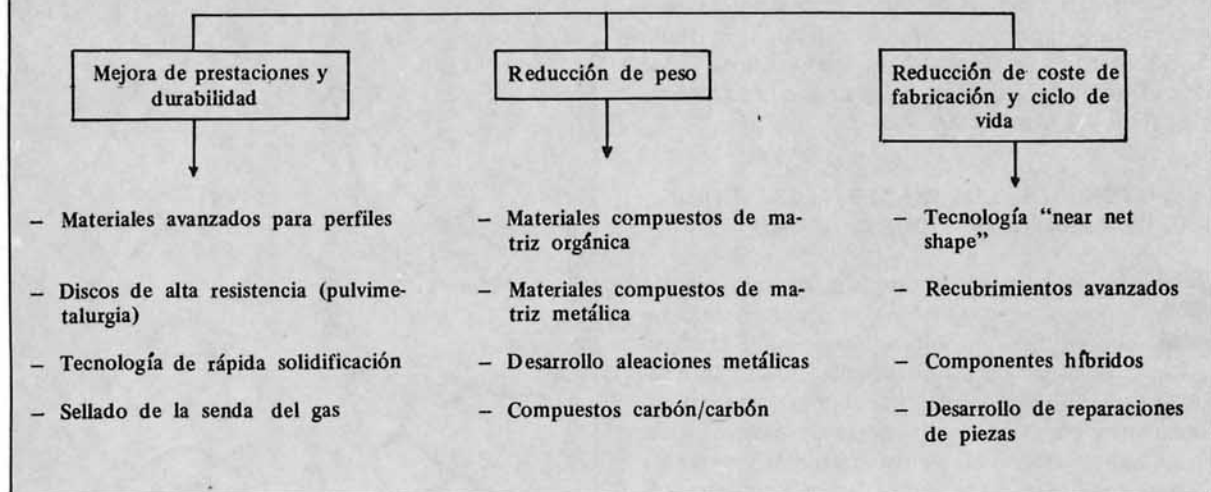 Mejora de prestaciones y
durabilidad
Reducción de peso
Reducción de coste de
fabricación y ciclo de
vida
— Materiales avanzados para perfiles
— Discos de alta resistencia (pulvime-
talurgia)
— Tecnología de rápida solidificación
— Sellado de la senda del gas
— Materiales compuestos de ma-
triz orgánica
— Materiales compuestos de ma-
triz metálica
— Desarrollo aleaciones metálicas
— Compuestos carbón/carbón
— Tecnología “near net
shape”
— Recubrimientos avanzados
— Componentes híbridos
— Desarrollo de reparaciones
de piezas